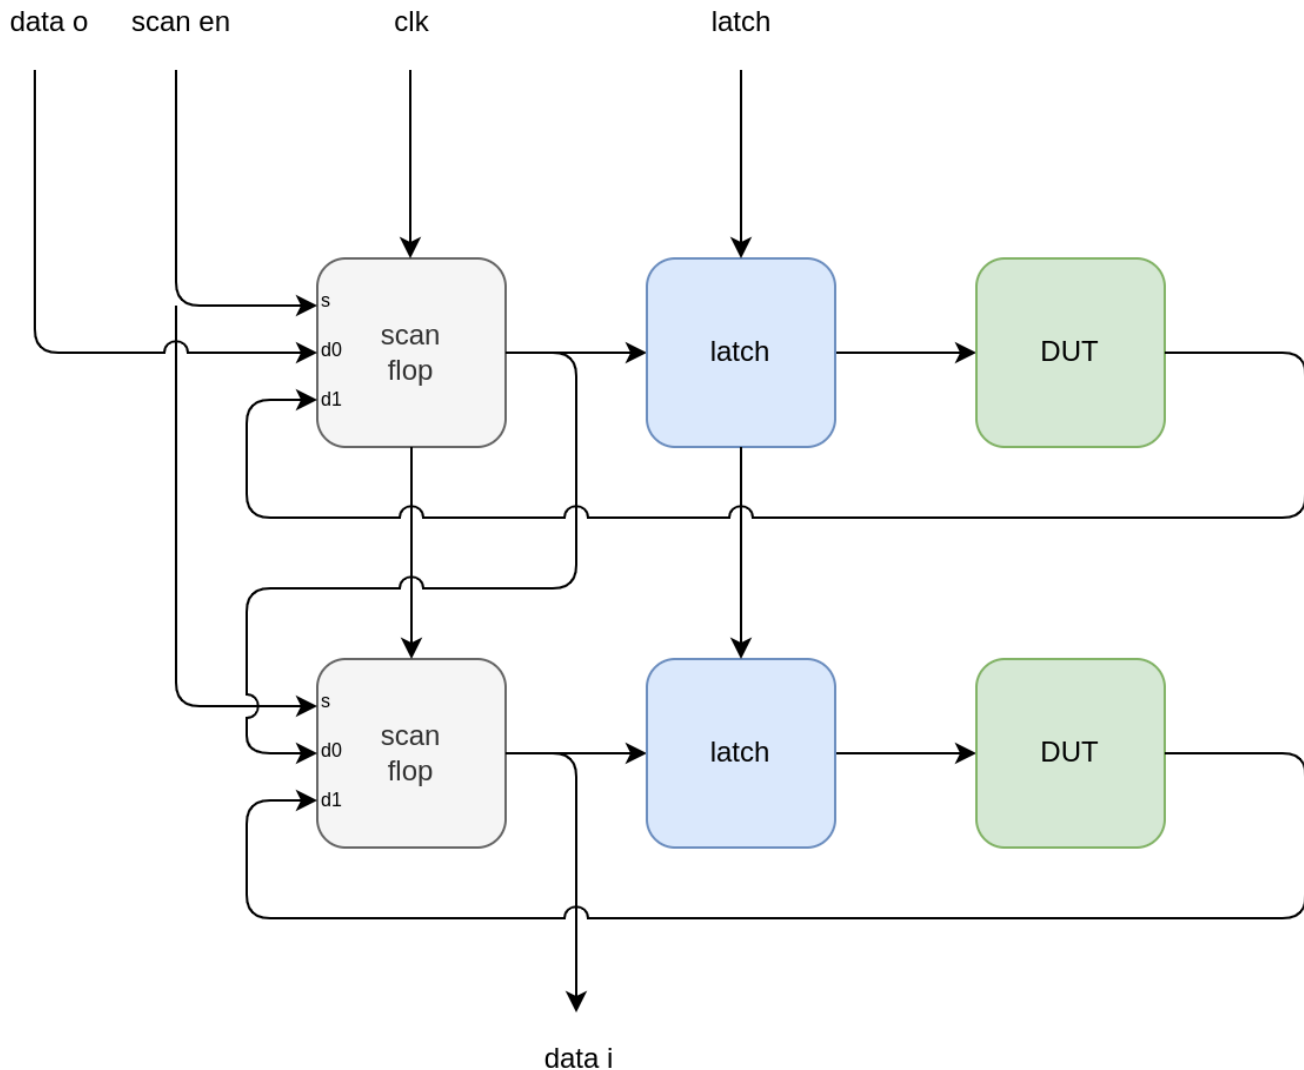 data o
scan en
clk
latch
s
d0
d1
scan
flop
latch
DUT
s
d0
d1
scan
flop
latch
DUT
data i